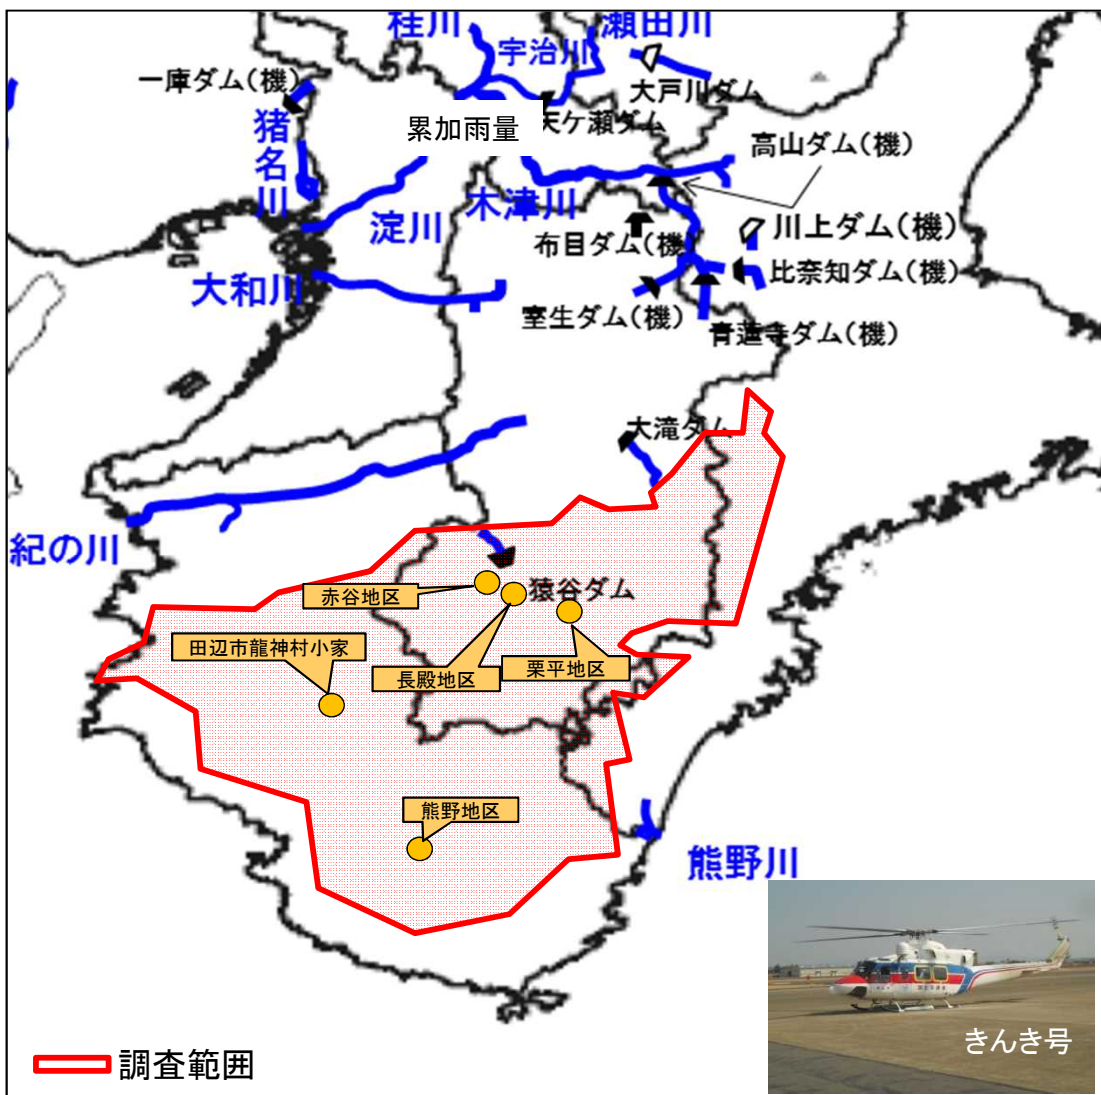 桂川
瀬田川
宇治川
一庫ダム(機)
大戸川ダム
天ケ瀬ダム
累加雨量
猪名川
高山ダム(機)
木津川
淀川
布目ダム(機)
川上ダム(機)
大和川
比奈知ダム(機)
室生ダム(機)
青蓮寺ダム(機)
大滝ダム
紀の川
猿谷ダム
赤谷地区
田辺市龍神村小家
長殿地区
栗平地区
熊野地区
熊野川
きんき号
調査範囲